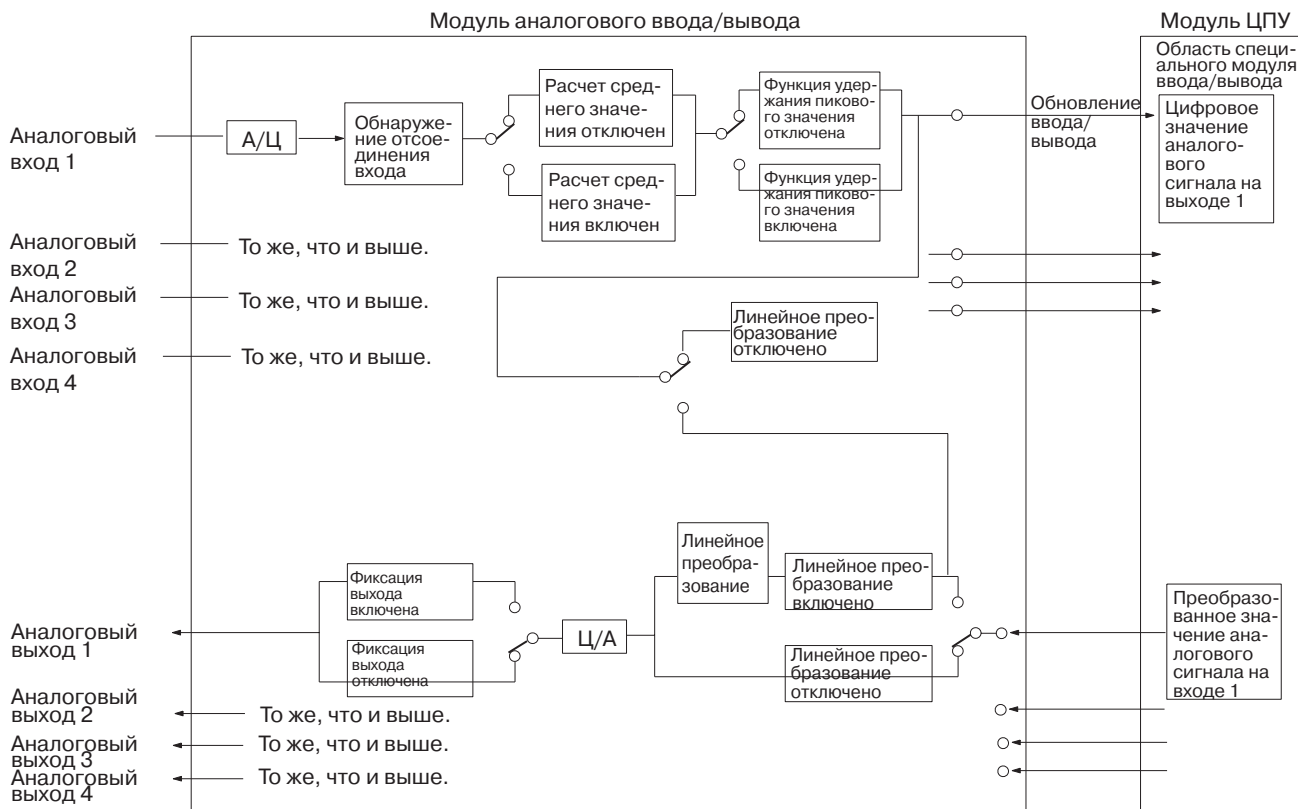 Модуль аналогового ввода/вывода
Модуль ЦПУ
Область специ-
ального модуля
ввода/вывода
Аналоговый
вход 1
А/Ц
Обнаруже-
ние отсое-
динения
входа
Расчет сред-
него значе-
ния отключен
Расчет сред-
него значе-
ния включен
Функция удер-
жания пиково-
го значения
отключена
Функция удер-
жания пиково-
го значения
включена
Обновление
ввода/
вывода
Цифровое
значение
аналого-
вого
сигнала на
выходе 1
Аналоговый
вход 2
То же, что и выше.
Аналоговый
вход 3
То же, что и выше.
Аналоговый
вход 4
То же, что и выше.
Линейное прео-
бразование
отключено
Линейное
преобра-
зование
Линейное прео-
бразование
включено
Линейное прео-
бразование
отключено
Фиксация
выхода
включена
Фиксация
выхода
отключена
Ц/А
Преобразо-
ванное зна-
чение ана-
логового
сигнала на
входе 1
Аналоговый
выход 1
Аналоговый
выход 2
То же, что и выше.
Аналоговый
выход 3
То же, что и выше.
Аналоговый
выход 4
То же, что и выше.